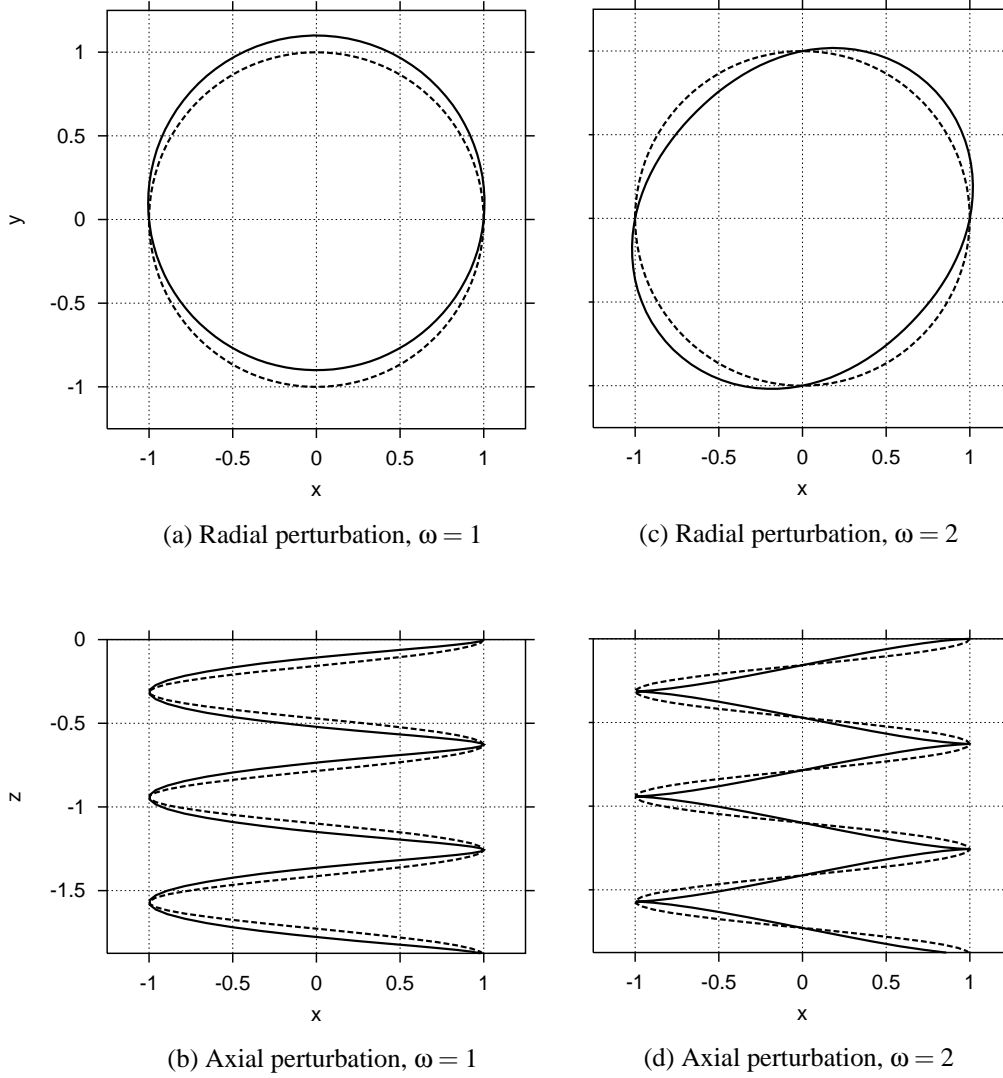 1
0.5
0
-0.5
-1
y
-1 -0.5 0 0.5 1
x
(a) Radial perturbation, ω = 1
-1 -0.5 0 0.5 1
x
(c) Radial perturbation, ω = 2
0
-0.5
-1
-1.5
z
-1 -0.5 0 0.5 1
x
(b) Axial perturbation, ω = 1
-1 -0.5 0 0.5 1
x
(d) Axial perturbation, ω = 2